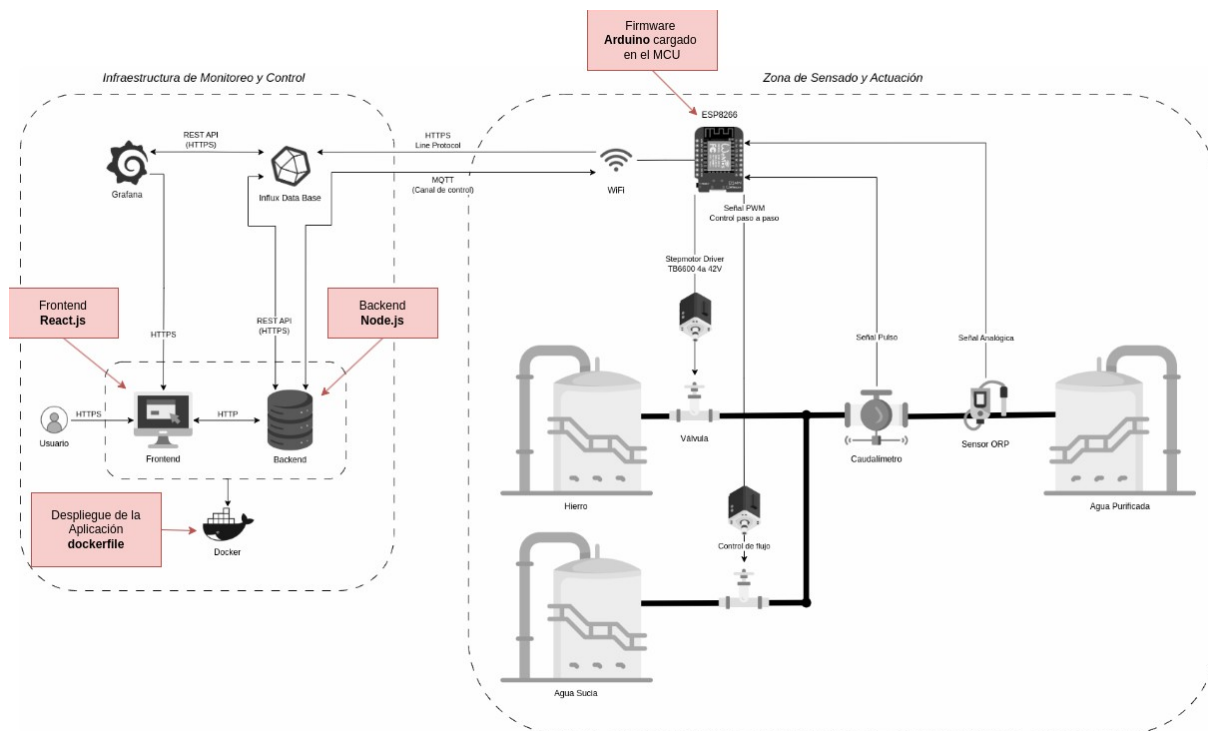 Firmware
Arduino cargado
en el MCU
Infraestructura de Monitoreo y Control
Zona de Sensado y Actuación
ESP8266
REST API
(HTTPS)
HTTPS
Line Protocol
Grafana
Influx Data Base
MQTT
(Canal de control)
WiFi
Señal PWM
Control paso a paso
Stepmotor Driver
TB6600 4a 42V
Frontend
React.js
Backend
Node.js
HTTPS
REST API
(HTTPS)
Señal Pulso
Señal Analógica
Usuario
HTTPS
HTTP
Frontend
Backend
Válvula
Caudalimetro
Sensor ORP
Hierro
Agua Purificada
Despliegue de la
Aplicación
dockerfile
Docker
Control de flujo
Agua Sucia